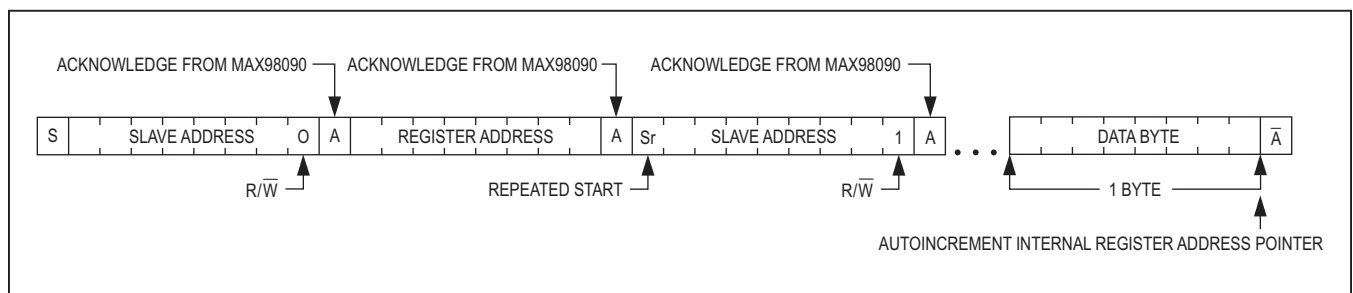 ACKNOWLEDGE FROM MAX98090 ACKNOWLEDGE FROM MAX98090 ACKNOWLEDGE FROM MAX98090
S SLAVE ADDRESS O A REGISTER ADDRESS A Sr SLAVE ADDRESS 1 A ... DATA BYTE A̅
R/W̅ REPEATED START R/W̅ 1 BYTE
AUTOINCREMENT INTERNAL REGISTER ADDRESS POINTER